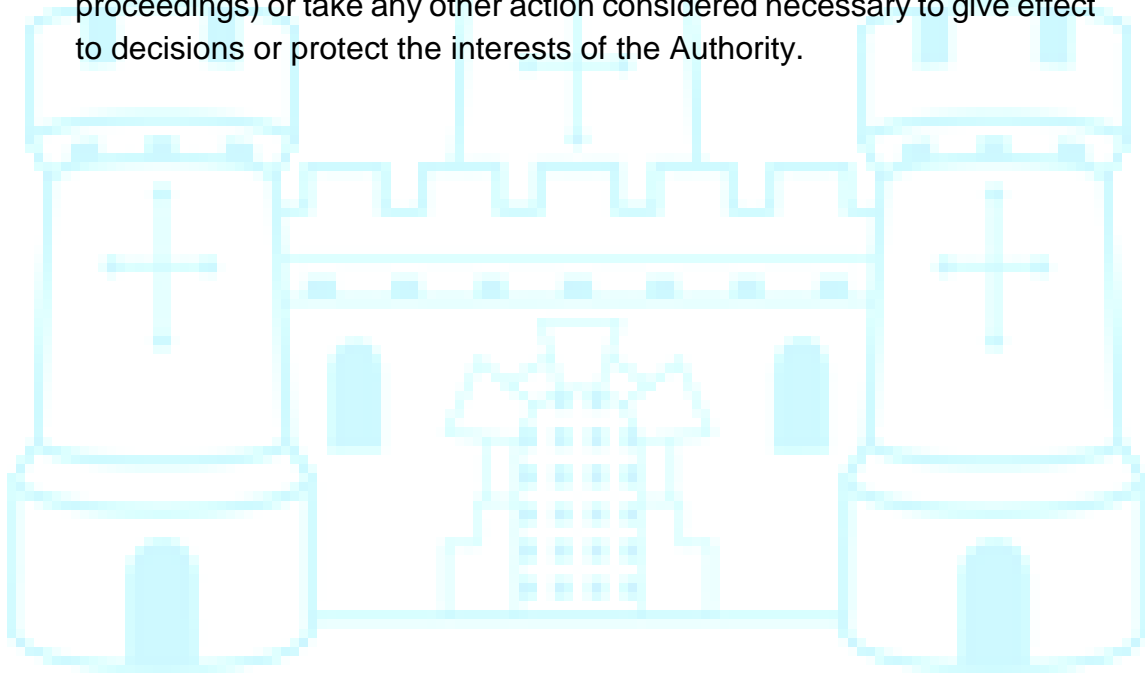 proceedings) or take any other action considered necessary to give effect
to decisions or protect the interests of the Authority.